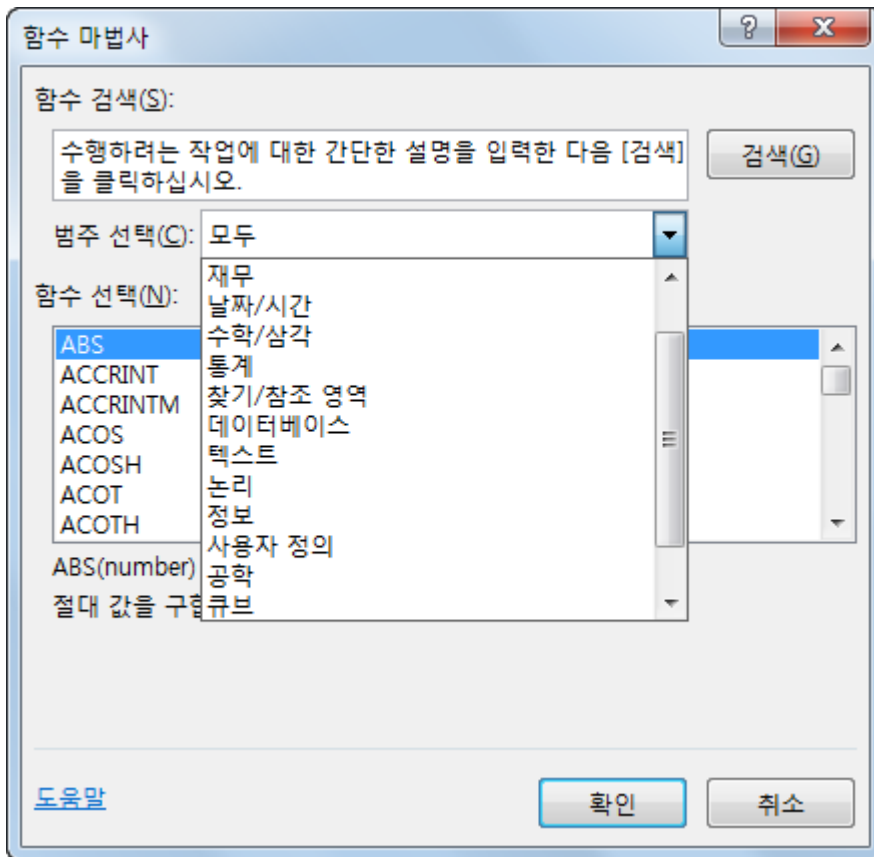 함수 마법사
함수 검색(S):
수행하려는 작업에 대한 간단한 설명을 입력한 다음 [검색]
을 클릭하십시오.
검색(G)
범주 선택(C): 모두
재무
날짜/시간
수학/삼각
통계
찾기/참조 영역
데이터베이스
텍스트
논리
정보
사용자 정의
공학
큐브
함수 선택(N):
ABS
ACCRINT
ACCRINTM
ACOS
ACOSH
ACOT
ACOTH
ABS(number)
절대 값을
도움말
확인
취소